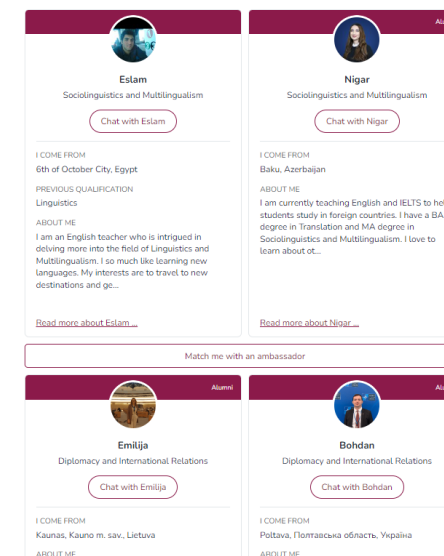 Eslam
Sociolinguistics and Multilingualism
Chat with Eslam
I COME FROM
6th of October City, Egypt
PREVIOUS QUALIFICATION
Linguistics
ABOUT ME
I am an English teacher who is intrigued in
delving more into the field of Linguistics and
Multilingualism. I so much like learning new
languages. My interests are to travel to new
destinations and ge...
Read more about Eslam ...
Nigar
Sociolinguistics and Multilingualism
Chat with Nigar
I COME FROM
Baku, Azerbaijan
ABOUT ME
I am currently teaching English and IELTS to hel
students study in foreign countries. I have a BA
degree in Translation and MA degree in
Sociolinguistics and Multilingualism. I love to
learn about ot...
Read more about Nigar ...
Match me with an ambassador
Alumni
Emilija
Diplomacy and International Relations
Chat with Emilija
I COME FROM
Kaunas, Kauno m. sav., Lietuva
ABOUT ME
Bohdan
Diplomacy and International Relations
Chat with Bohdan
I COME FROM
Poltava, Полтавська область, Україна
ABOUT ME